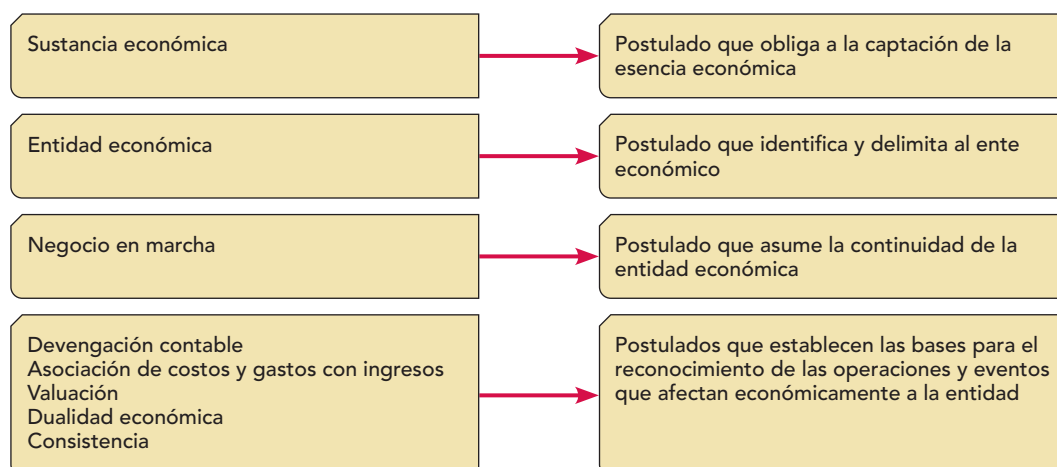 Sustancia económica
Postulado que obliga a la captación de la
esencia económica
Entidad económica
Postulado que identifica y delimita al ente
económico
Negocio en marcha
Postulado que asume la continuidad de la
entidad económica
Devengación contable
Asociación de costos y gastos con ingresos
Valuación
Dualidad económica
Consistencia
Postulados que establecen las bases para el
reconocimiento de las operaciones y eventos
que afectan económicamente a la entidad